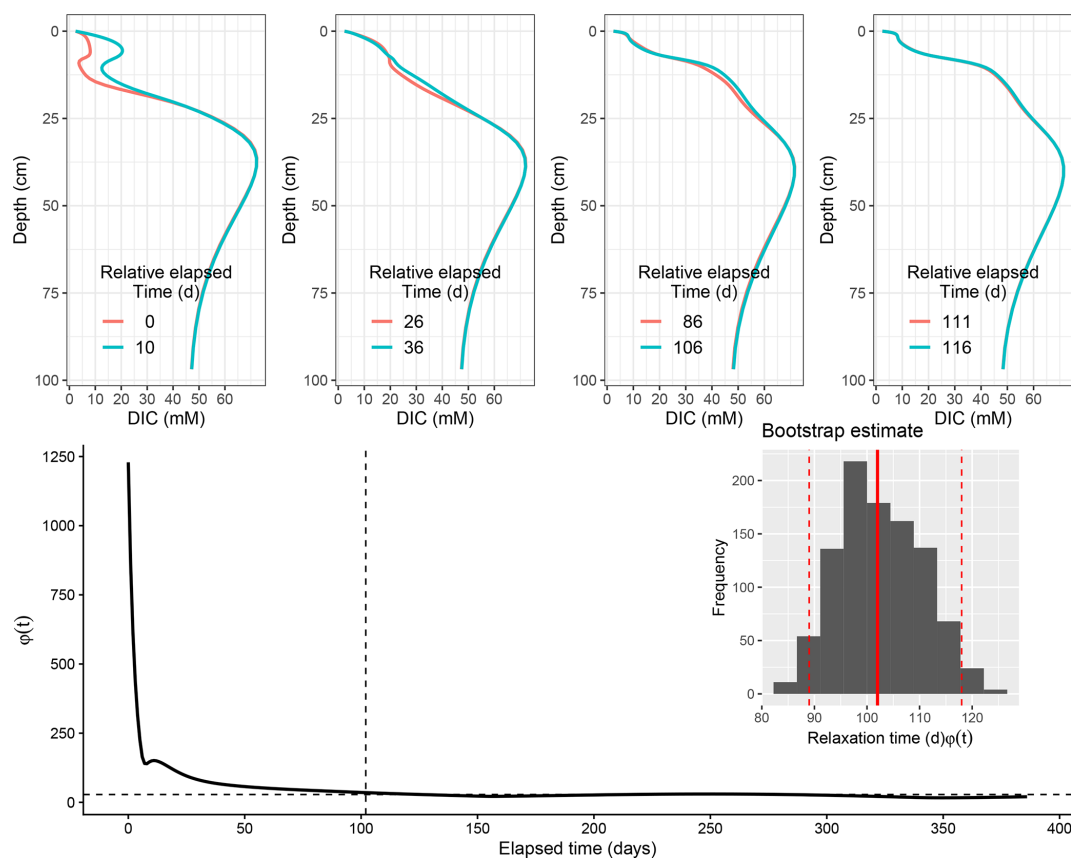 0
25
50
75
100
Depth (cm)
Relative elapsed
Time (d)
0
10
0 10 20 30 40 50 60
DIC (mM)
0
25
50
75
100
Depth (cm)
Relative elapsed
Time (d)
26
36
0 10 20 30 40 50 60
DIC (mM)
0
25
50
75
100
Depth (cm)
Relative elapsed
Time (d)
86
106
0 10 20 30 40 50 60
DIC (mM)
0
25
50
75
100
Depth (cm)
Relative elapsed
Time (d)
111
116
0 10 20 30 40 50 60
DIC (mM)
1250
1000
750
500
250
0
φ(t)
0 50 100 150 200 250 300 350 400
Elapsed time (days)
Bootstrap estimate
200
150
100
50
0
Frequency
80 90 100 110 120
Relaxation time (d)φ(t)